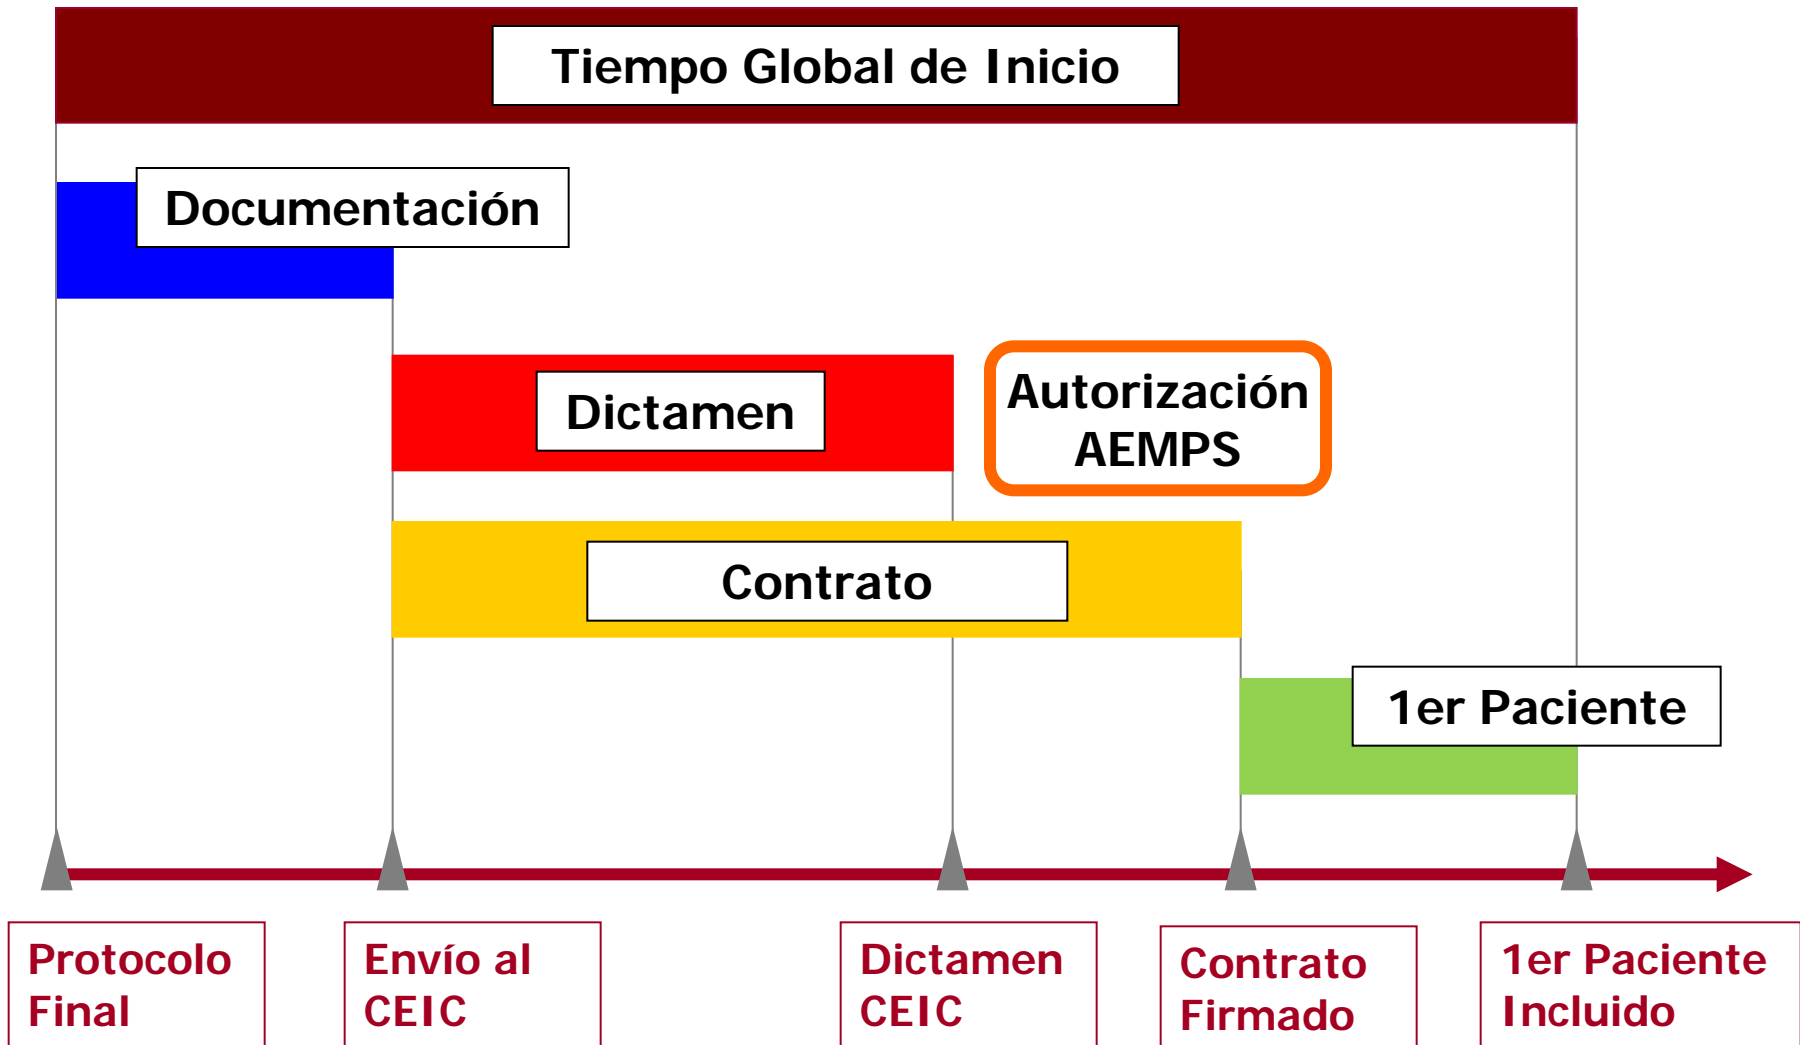 Tiempo Global de Inicio
Documentación
Dictamen
Autorización
AEMPS
Contrato
1er Paciente
Protocolo
Final
Envío al
CEIC
Dictamen
CEIC
Contrato
Firmado
1er Paciente
Incluido